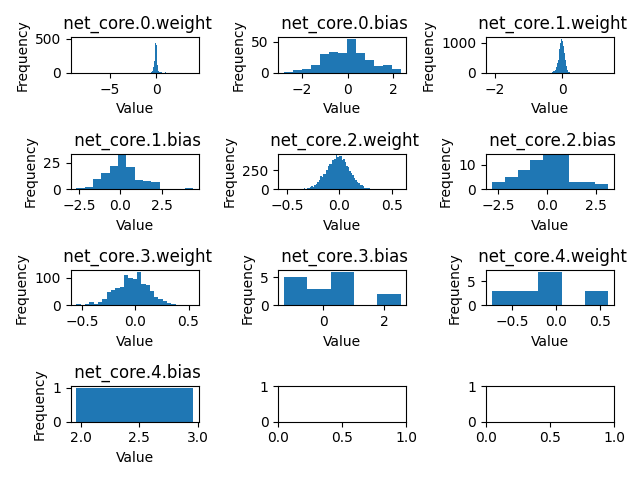 net_core.0.weight
Frequency
500
0
−5
0
Value
net_core.0.bias
Frequency
50
0
−2
0
2
Value
net_core.1.weight
Frequency
1000
0
−2
0
Value
net_core.1.bias
Frequency
25
0
−2.5
0.0
2.5
Value
net_core.2.weight
Frequency
250
0
−0.5
0.0
0.5
Value
net_core.2.bias
Frequency
10
0
−2.5
0.0
2.5
Value
net_core.3.weight
Frequency
100
0
−0.5
0.0
0.5
Value
net_core.3.bias
Frequency
5
0
0
2
Value
net_core.4.weight
Frequency
5
0
−0.5
0.0
0.5
Value
net_core.4.bias
Frequency
1
0
2.0
2.5
3.0
Value
1
0
0.0
0.5
1.0
1
0
0.0
0.5
1.0